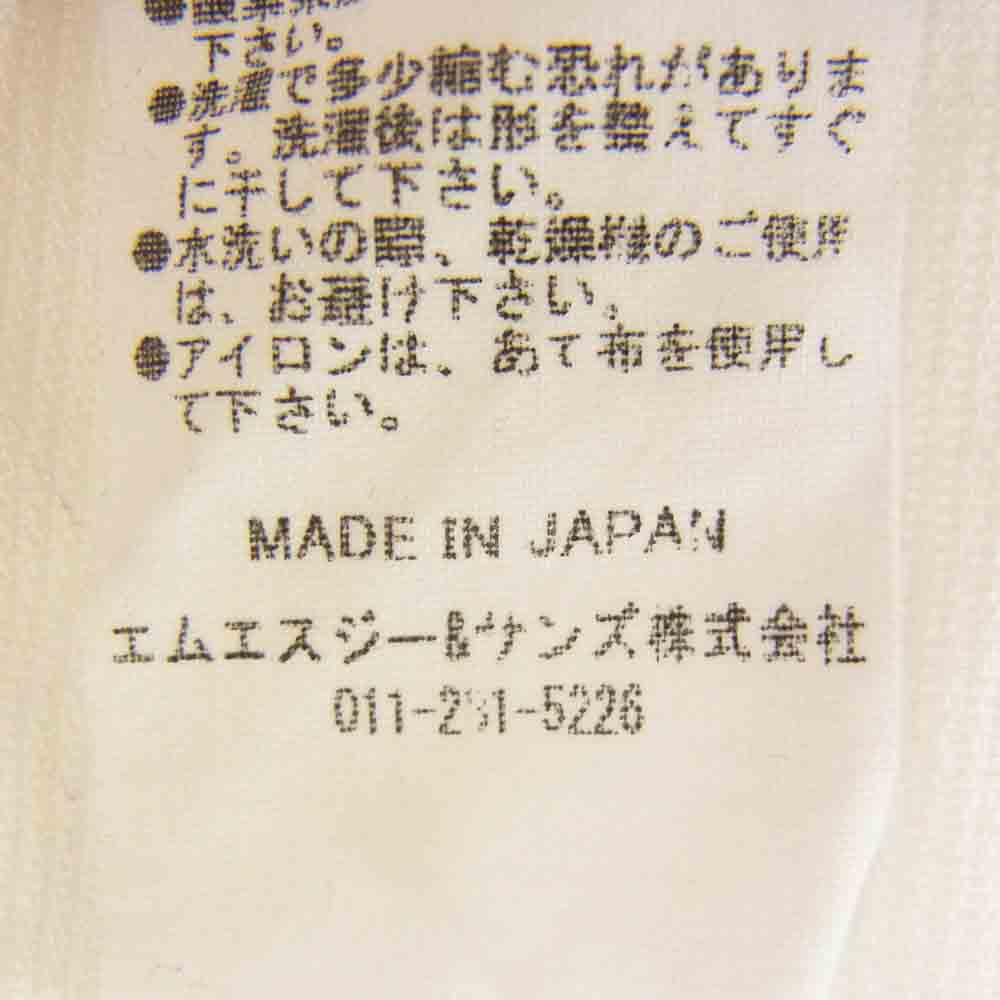 下さい。
●洗濯で多少縮む恐れがありま
す。洗濯後は形を整えてすぐ
に干して下さい。
●水洗いの際、乾燥機のご使用
は、お避け下さい。
●アイロンは、あて布を使用し
て下さい。
MADE IN JAPAN
エムエスジー&サンズ株式会社